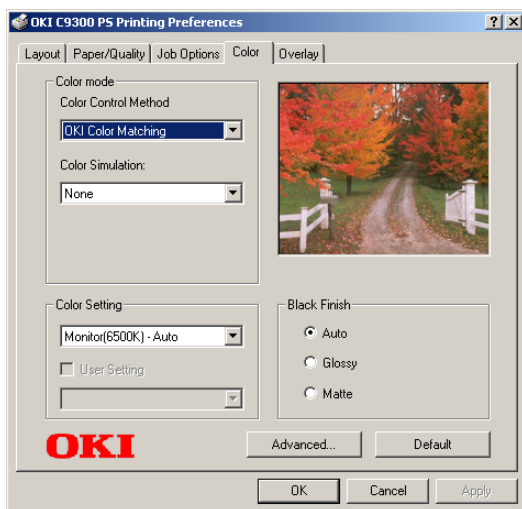 OKI C9300 PS Printing Preferences
Layout
Paper/Quality
Job Options
Color
Overlay
Color mode
Color Control Method
OKI Color Matching
Color Simulation:
None
Color Setting
Monitor(6500K) - Auto
User Setting
Black Finish
Auto
Glossy
Matte
OKI
Advanced...
Default
OK
Cancel
Apply